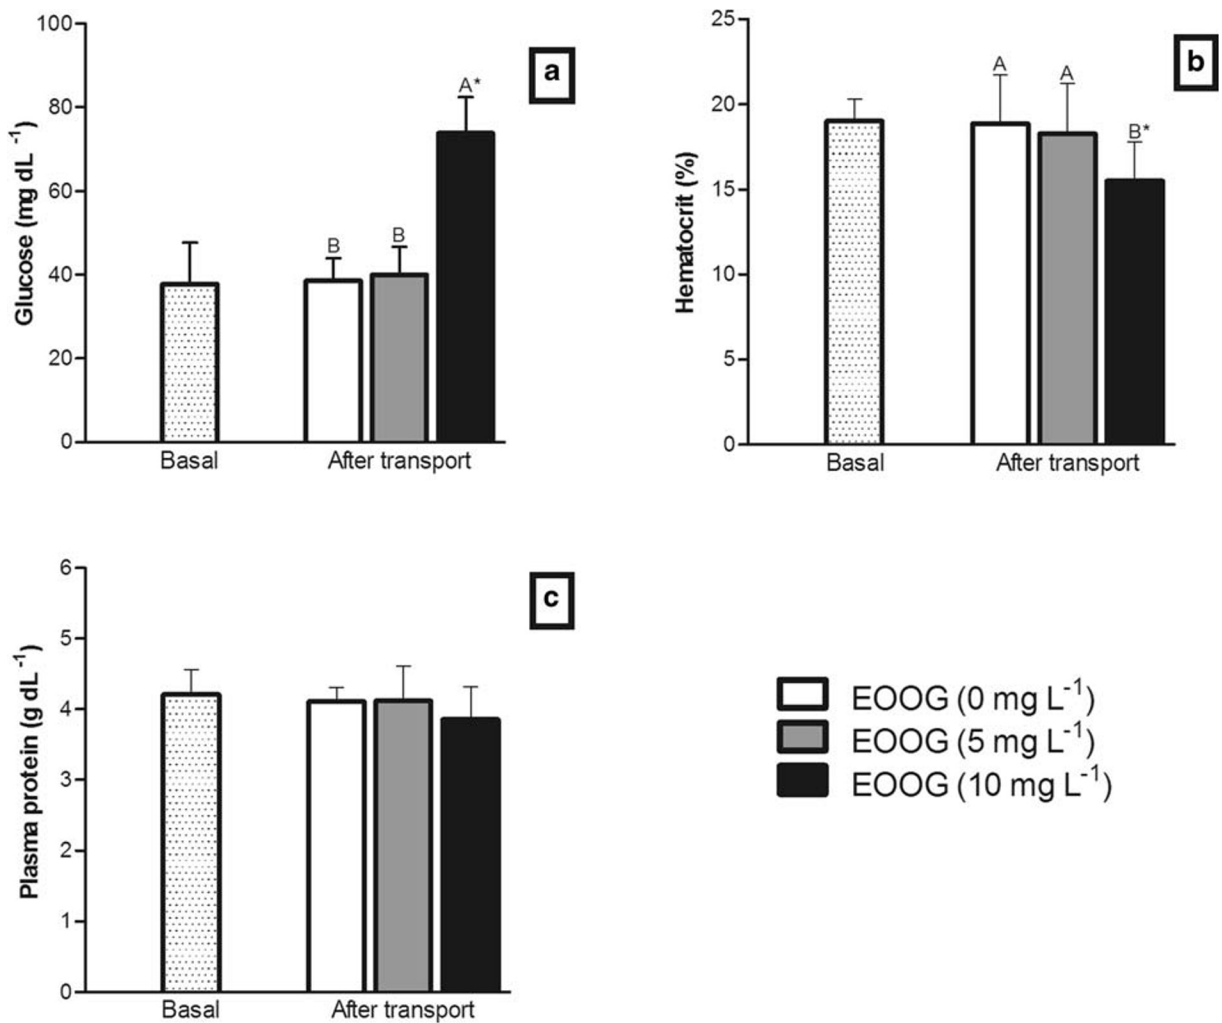 a
Glucose (mg dL -1)
100
80
60
40
20
0
B
B
A*
Basal
After transport
b
Hematocrit (%)
25
20
15
10
5
0
A
A
B*
Basal
After transport
c
Plasma protein (g dL -1)
6
5
4
3
2
1
0
Basal
After transport
EOOG (0 mg L-1)
EOOG (5 mg L-1)
EOOG (10 mg L-1)